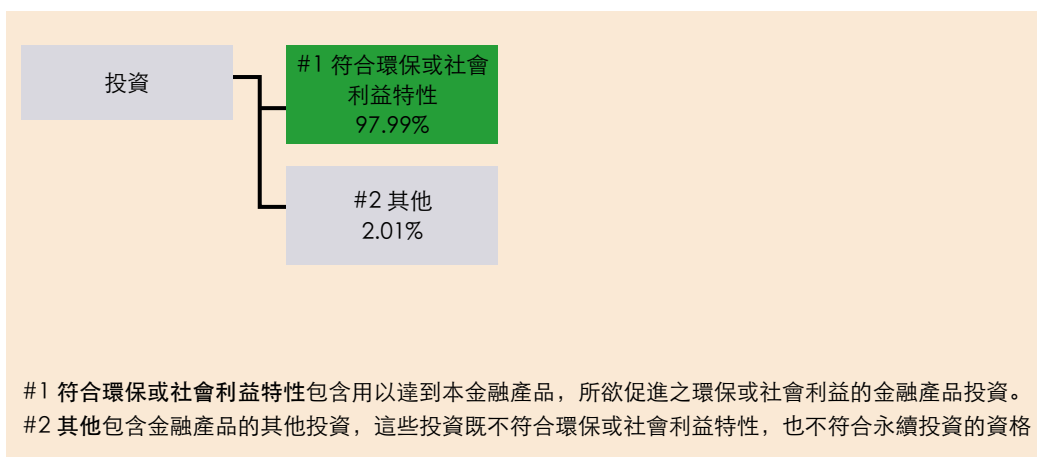 投資
#1 符合環保或社會
利益特性
97.99%
#2 其他
2.01%
#1 符合環保或社會利益特性包含用以達到本金融產品，所欲促進之環保或社會利益的金融產品投資。
#2 其他包含金融產品的其他投資，這些投資既不符合環保或社會利益特性，也不符合永續投資的資格